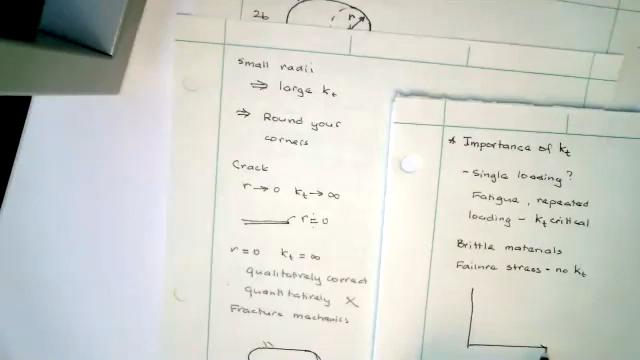 2b
r
small radii
⇒ large kt
⇒ Round your
corners
Crack
r → 0 kt → ∞
r = 0
r = 0 kt = ∞
qualitatively correct
quantitatively X
Fracture mechanics
* Importance of kt
- Single loading?
Fatigue, repeated
loading - kt critical
Brittle materials
Failure stress - no kt